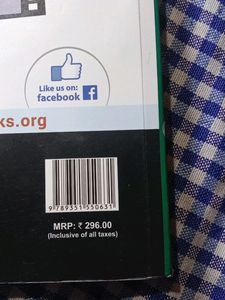 Like us on:
facebook f
ks.org
9 789351 550631
MRP: ₹ 296.00
(Inclusive of all taxes)